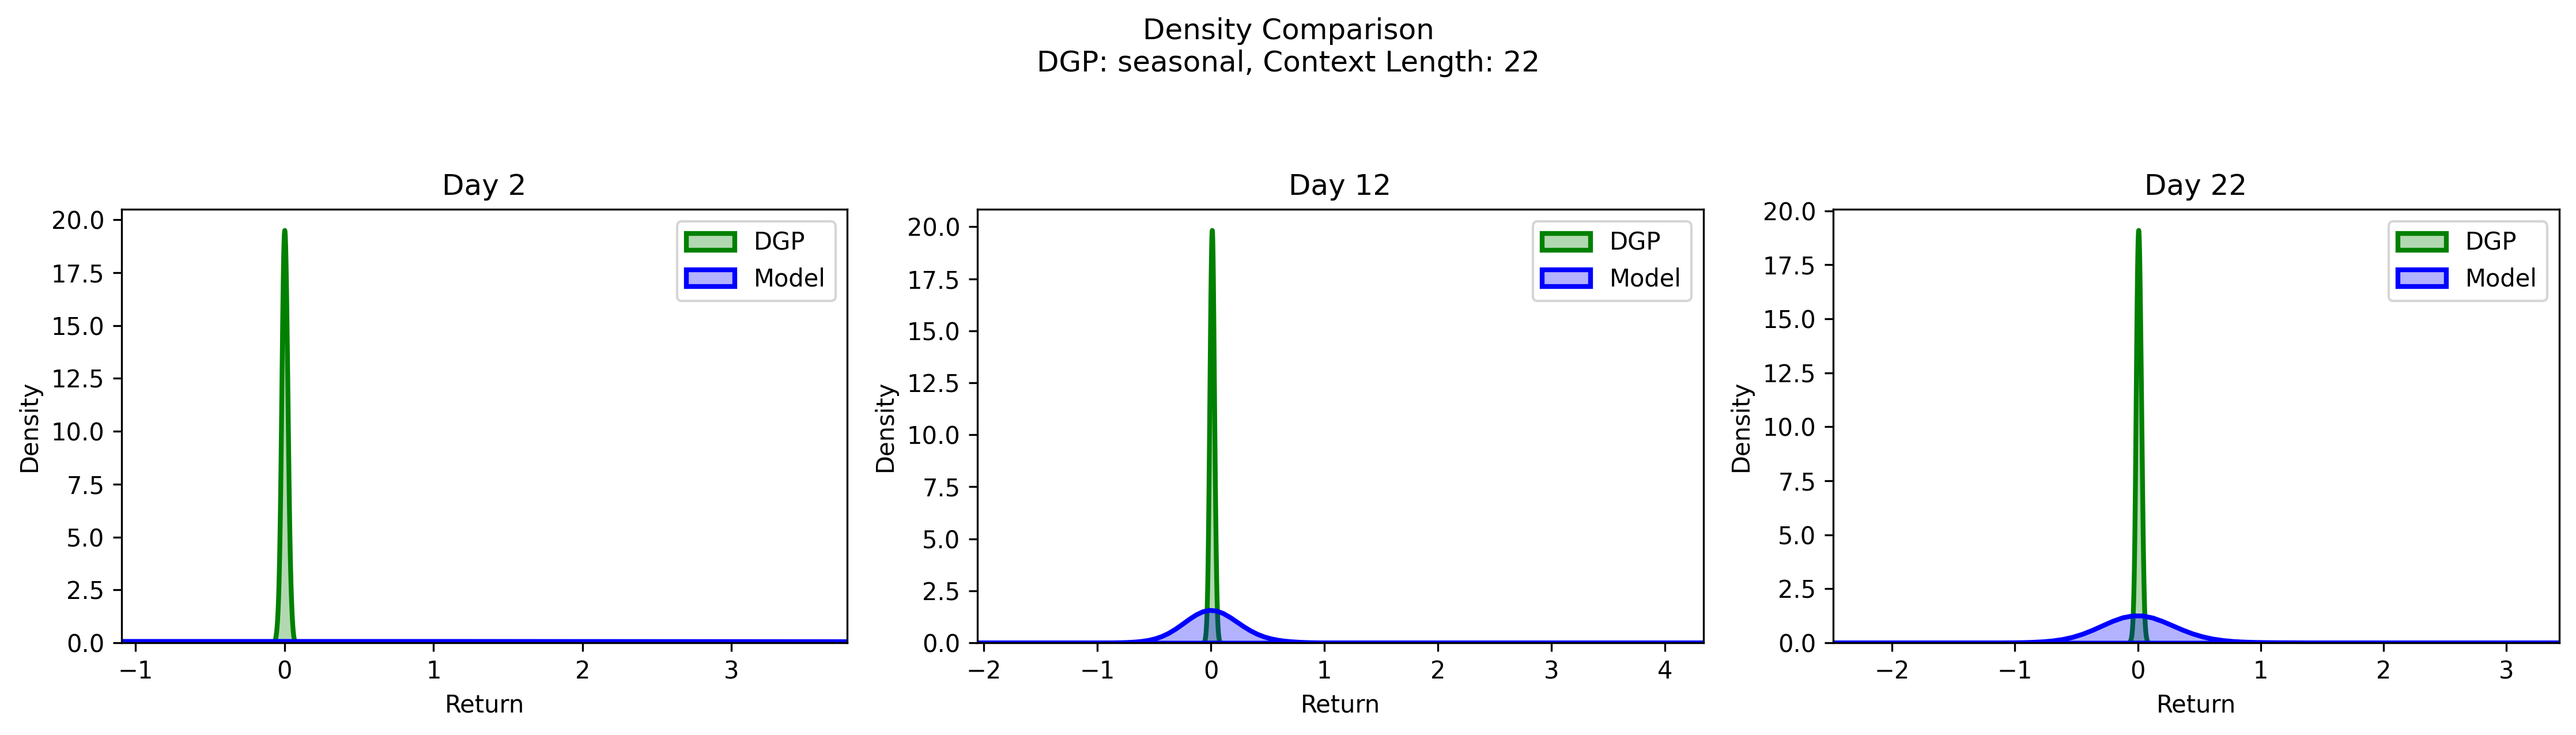 Density Comparison
DGP: seasonal, Context Length: 22
Day 2
20.0
17.5
15.0
12.5
10.0
7.5
5.0
2.5
0.0
Density
−1 0 1 2 3
Return
DGP
Model
Day 12
20.0
17.5
15.0
12.5
10.0
7.5
5.0
2.5
0.0
Density
−2 −1 0 1 2 3 4
Return
DGP
Model
Day 22
20.0
17.5
15.0
12.5
10.0
7.5
5.0
2.5
0.0
Density
−2 −1 0 1 2 3
Return
DGP
Model